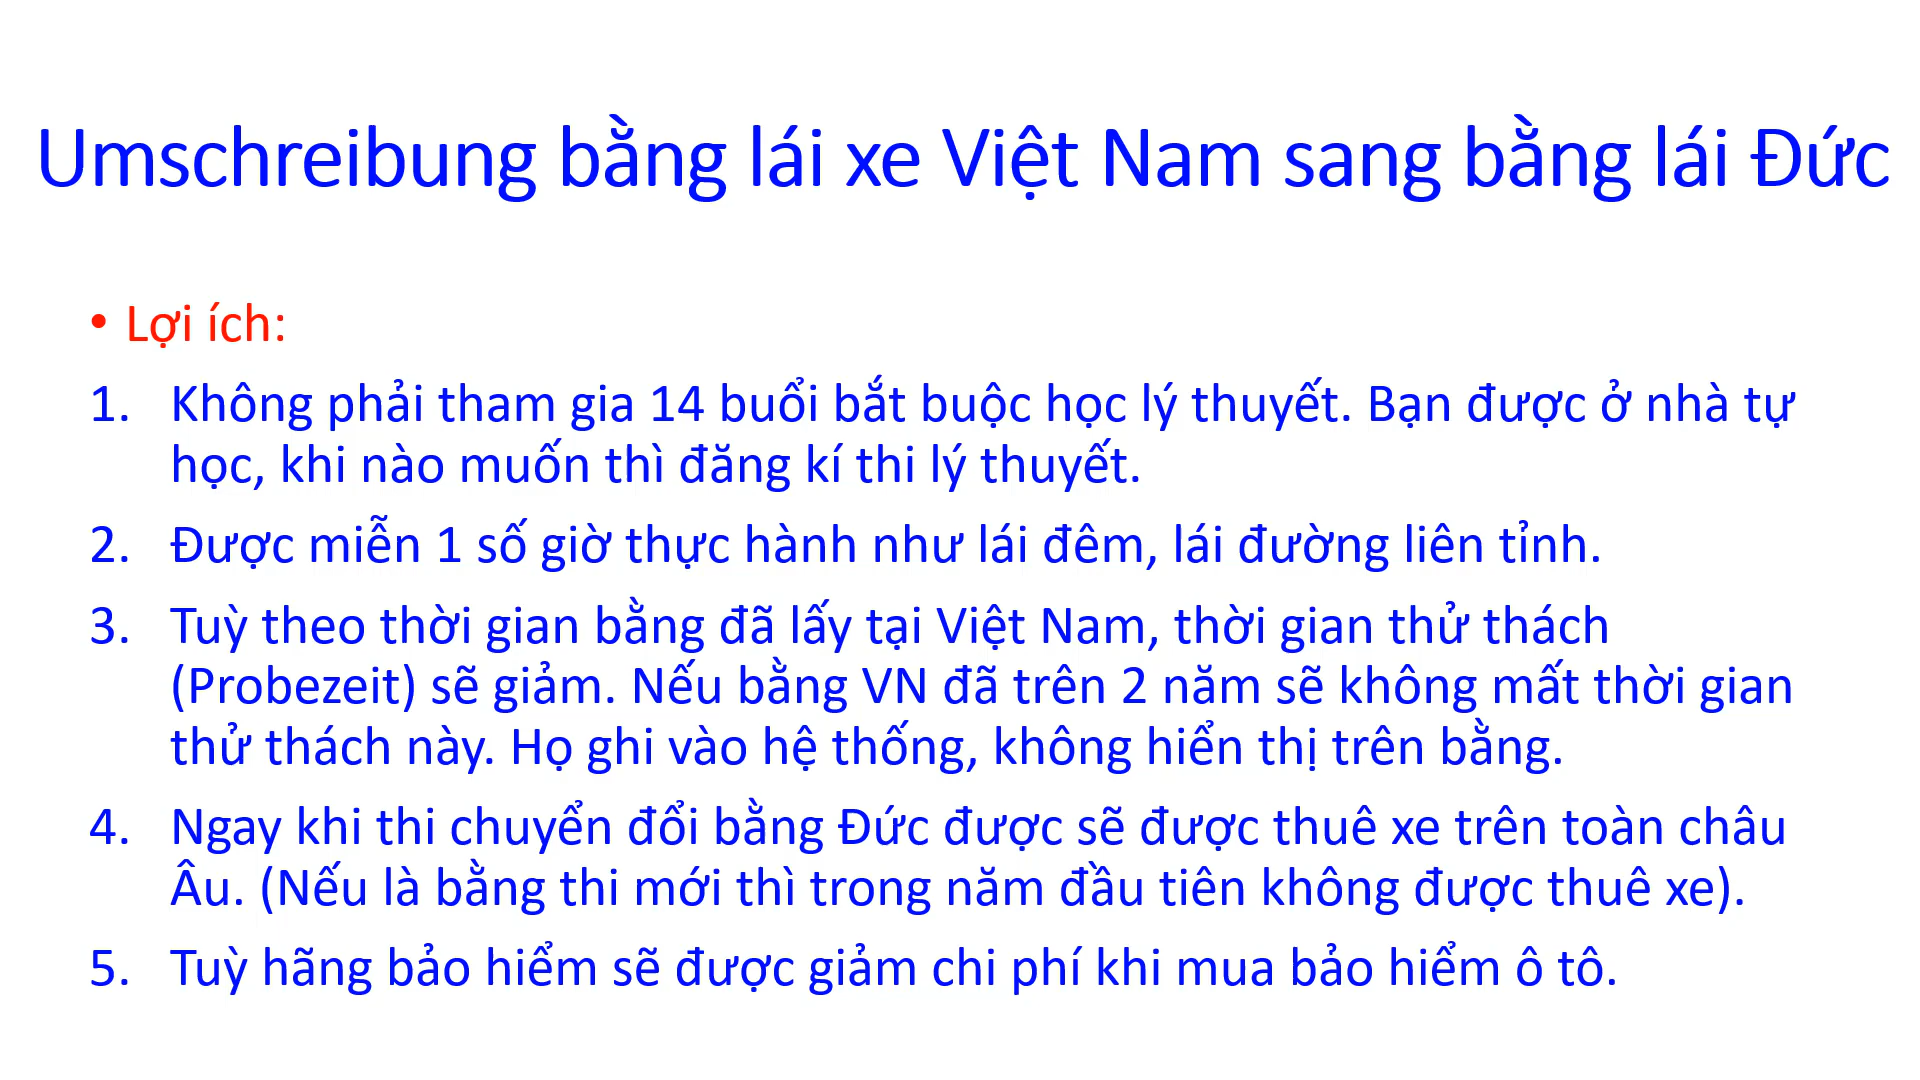 Umschreibung bằng lái xe Việt Nam sang bằng lái Đức
• Lợi ích:
1. Không phải tham gia 14 buổi bắt buộc học lý thuyết. Bạn được ở nhà tự
học, khi nào muốn thì đăng kí thi lý thuyết.
2. Được miễn 1 số giờ thực hành như lái đêm, lái đường liên tỉnh.
3. Tuỳ theo thời gian bằng đã lấy tại Việt Nam, thời gian thử thách
(Probezeit) sẽ giảm. Nếu bằng VN đã trên 2 năm sẽ không mất thời gian
thử thách này. Họ ghi vào hệ thống, không hiển thị trên bằng.
4. Ngay khi thi chuyển đổi bằng Đức được sẽ được thuê xe trên toàn châu
Âu. (Nếu là bằng thi mới thì trong năm đầu tiên không được thuê xe).
5. Tuỳ hãng bảo hiểm sẽ được giảm chi phí khi mua bảo hiểm ô tô.